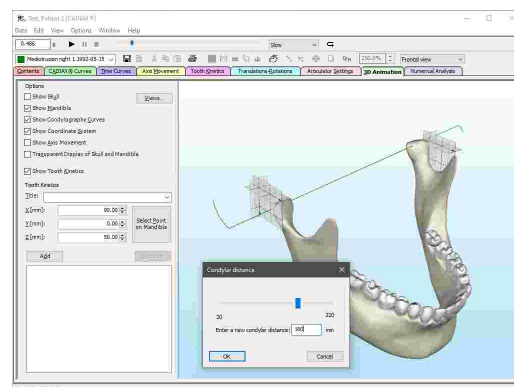 Test, Patient 2 [CADIAX ®]
Data Edit View Options Window Help
0.486 s Slow
Mediotrusion right 1:1992-05-15 250.0% Frontal view
Contents CADIAX® Curves Time Curves Axis Movement Tooth Kinetics Translations-Rotations Articulator Settings 3D Animation Numerical Analysis
Options
Show Skull
Views...
Show Mandible
Show Condylography Curves
Show Coordinate System
Show Axis Movement
Transparent Display of Skull and Mandible
Show Tooth Kinetics
Tooth Kinetics
Title:
X [mm]: 90.00
Y [mm]: 0.00
Z [mm]: 50.00
Select Point
on Mandible
Add
Condylar distance
20 220
Enter a new condylar distance: 160 mm
OK Cancel